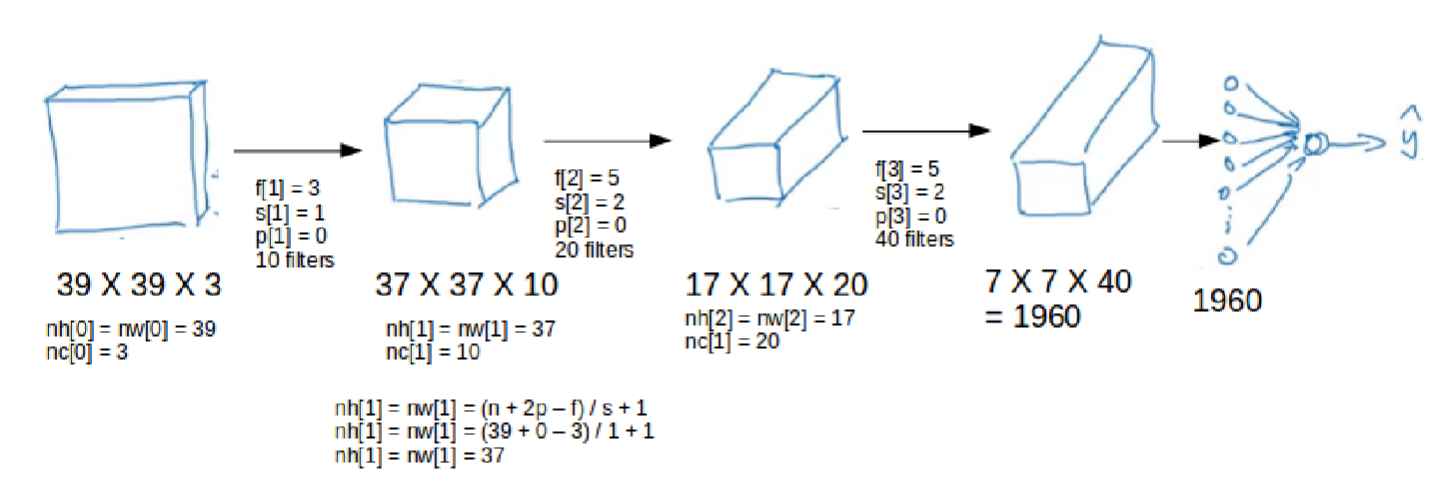 f[1] = 3
s[1] = 1
p[1] = 0
10 filters
f[2] = 5
s[2] = 2
p[2] = 0
20 filters
f[3] = 5
s[3] = 2
p[3] = 0
40 filters
ŷ
39 X 39 X 3
nh[0] = nw[0] = 39
nc[0] = 3
37 X 37 X 10
nh[1] = nw[1] = 37
nc[1] = 10
17 X 17 X 20
nh[2] = nw[2] = 17
nc[1] = 20
7 X 7 X 40
= 1960
1960
nh[1] = nw[1] = (n + 2p – f) / s + 1
nh[1] = nw[1] = (39 + 0 – 3) / 1 + 1
nh[1] = nw[1] = 37